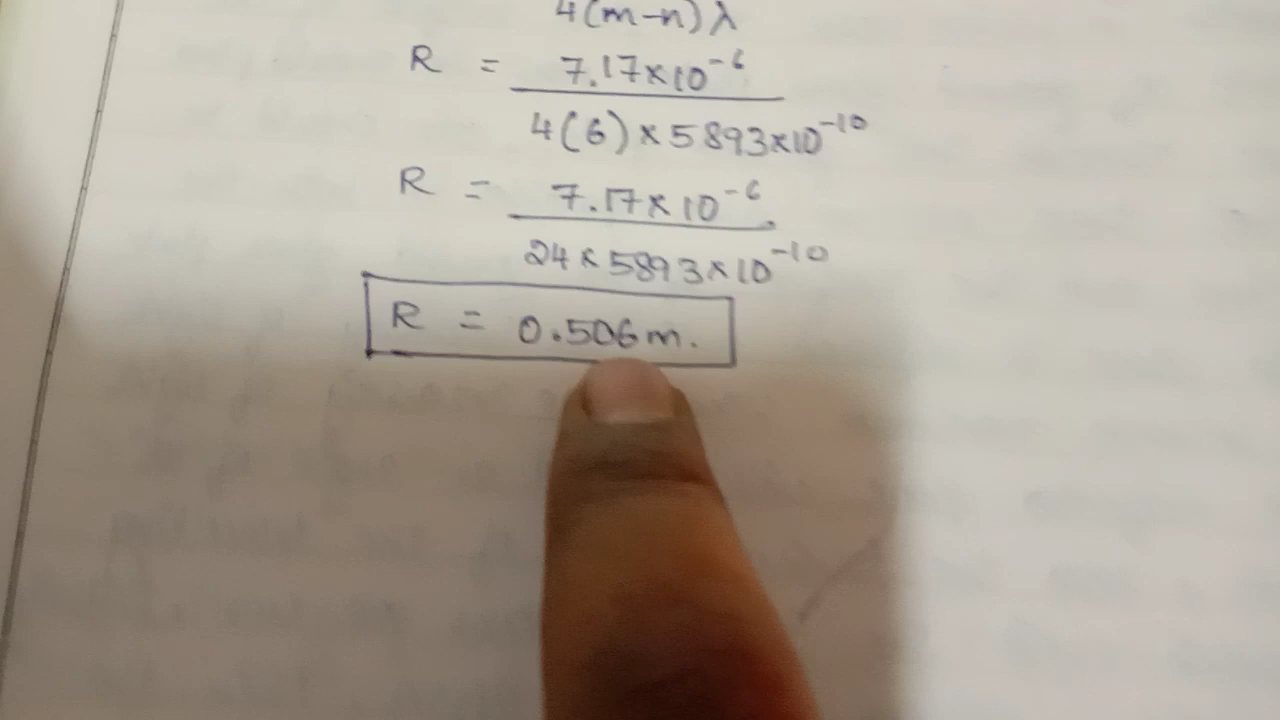 4(m-n)λ
R = 7.17×10⁻⁶
4(6)×5893×10⁻¹⁰
R = 7.17×10⁻⁶
24×5893×10⁻¹⁰
R = 0.506m.